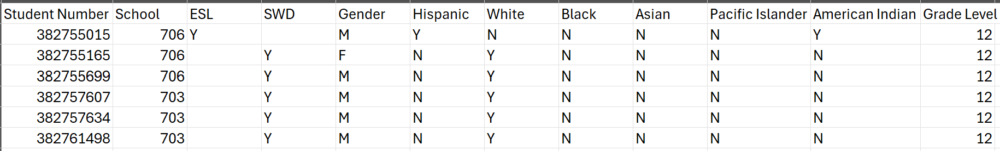 Student Number School ESL SWD Gender Hispanic White Black Asian Pacific Islander American Indian Grade Level
382755015 706 Y M Y N N N N Y 12
382755165 706 Y F N Y N N N N 12
382755699 706 Y M N Y N N N N 12
382757607 703 Y M N Y N N N N 12
382757634 703 Y M N Y N N N N 12
382761498 703 Y M N Y N N N N 12